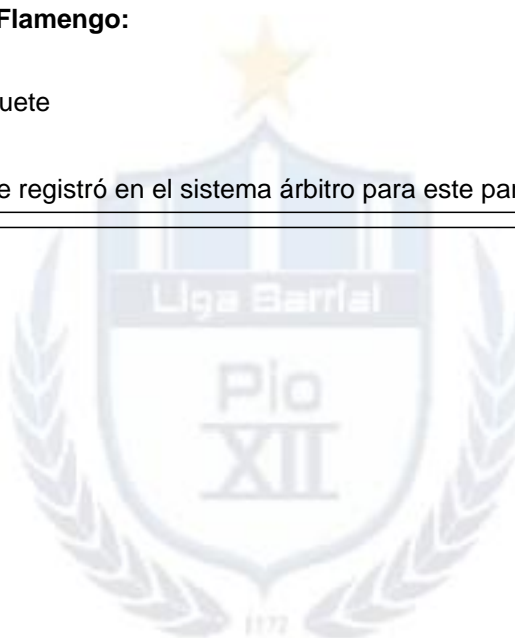 Flamengo:
uete
e registró en el sistema árbitro para este par
Liga Barrial
Pio
XII